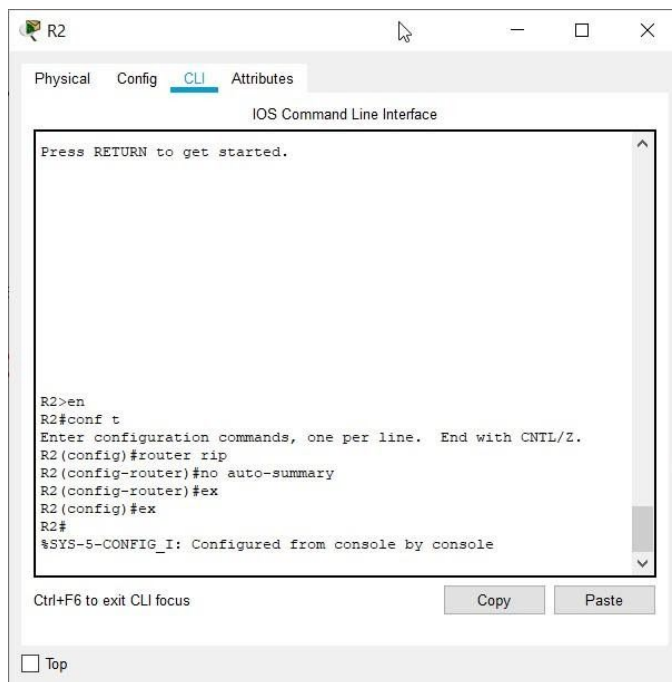 R2
Physical Config CLI Attributes
IOS Command Line Interface
Press RETURN to get started.
R2>en
R2#conf t
Enter configuration commands, one per line.  End with CNTL/Z.
R2(config)#router rip
R2(config-router)#no auto-summary
R2(config-router)#ex
R2(config)#ex
R2#
%SYS-5-CONFIG_I: Configured from console by console
Ctrl+F6 to exit CLI focus
Copy Paste
Top